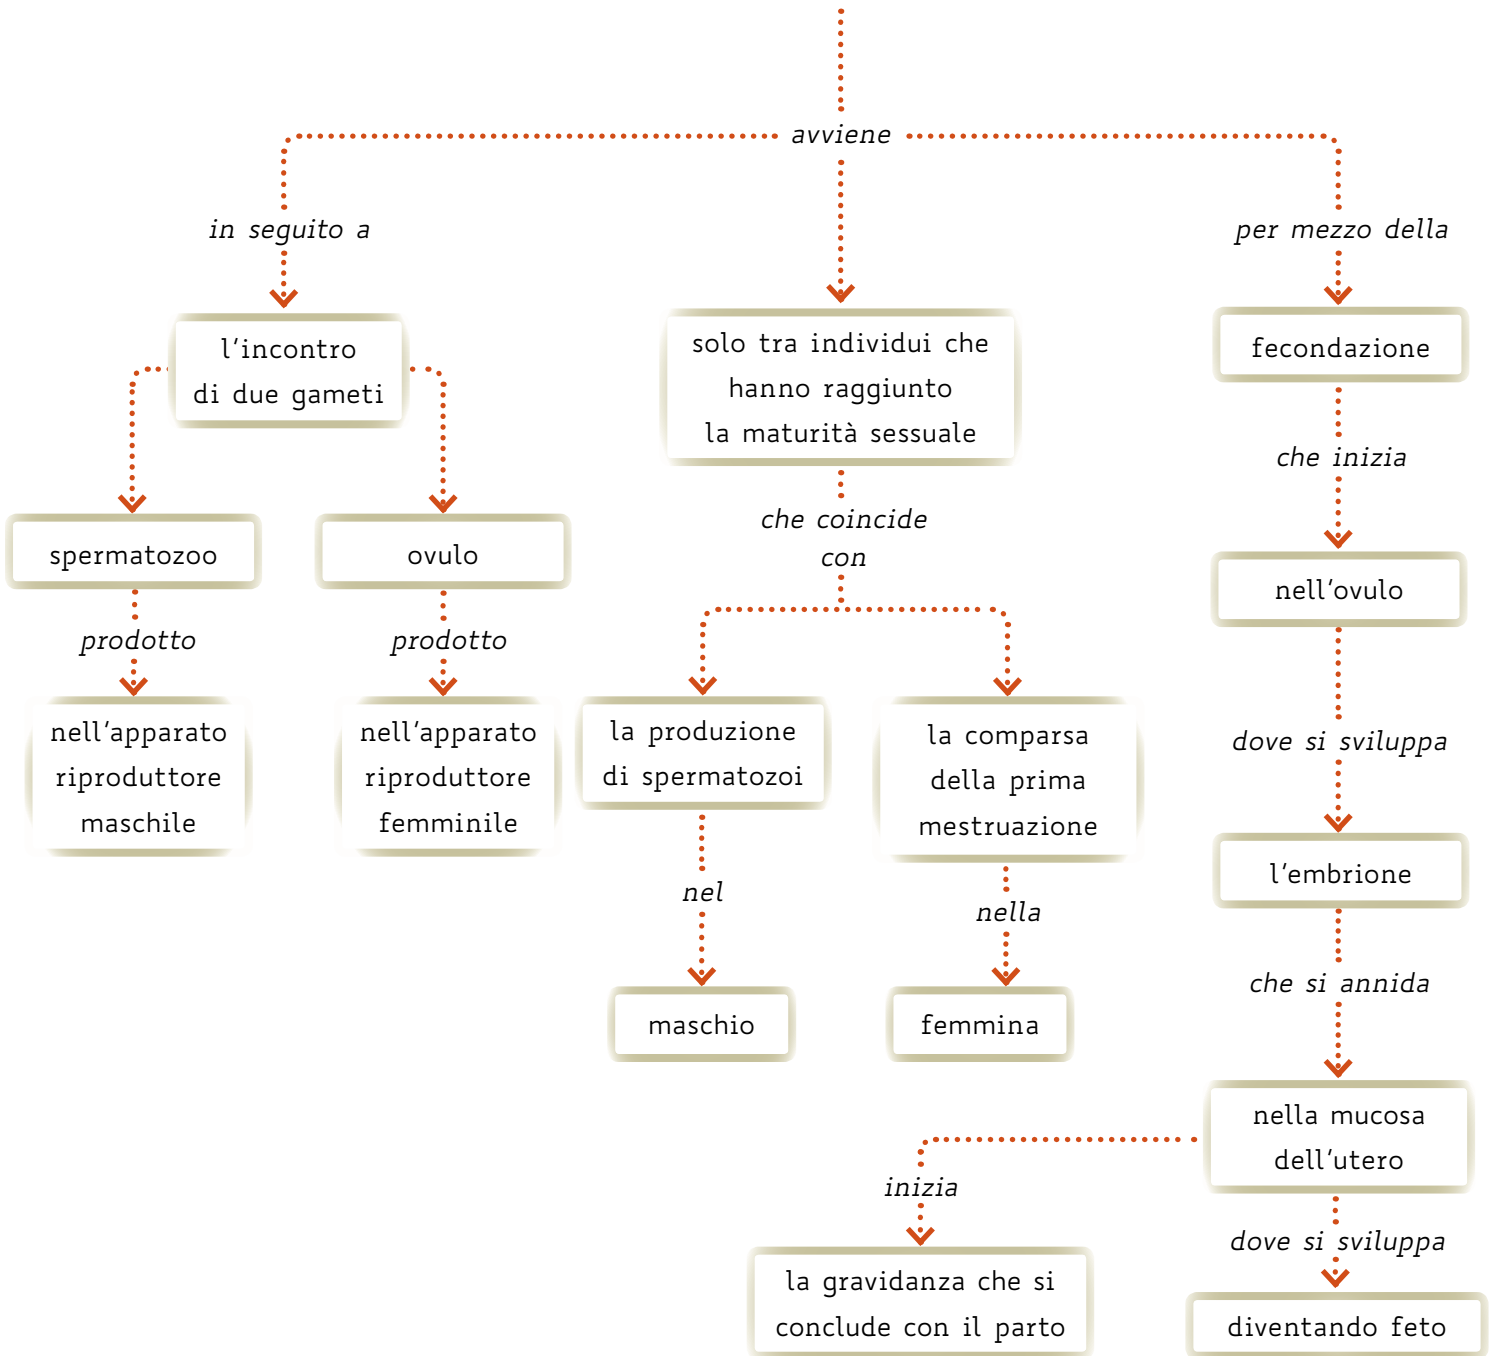 avviene
in seguito a
per mezzo della
l'incontro
di due gameti
solo tra individui che
hanno raggiunto
la maturità sessuale
fecondazione
che inizia
spermatozoo
ovulo
che coincide
con
nell'ovulo
prodotto
prodotto
nell'apparato
riproduttore
maschile
nell'apparato
riproduttore
femminile
la produzione
di spermatozoi
la comparsa
della prima
mestruazione
dove si sviluppa
l'embrione
nel
nella
che si annida
maschio
femmina
nella mucosa
dell'utero
inizia
dove si sviluppa
la gravidanza che si
conclude con il parto
diventando feto